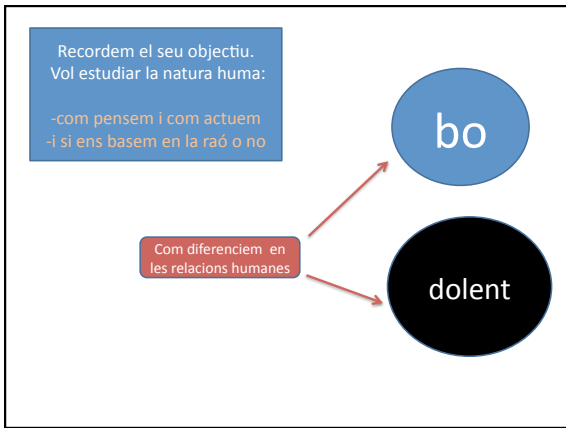 Recordem el seu objectiu.
Vol estudiar la natura huma:
-com pensem i com actuem
-i si ens basem en la raó o no
bo
Com diferenciem en
les relacions humanes
dolent